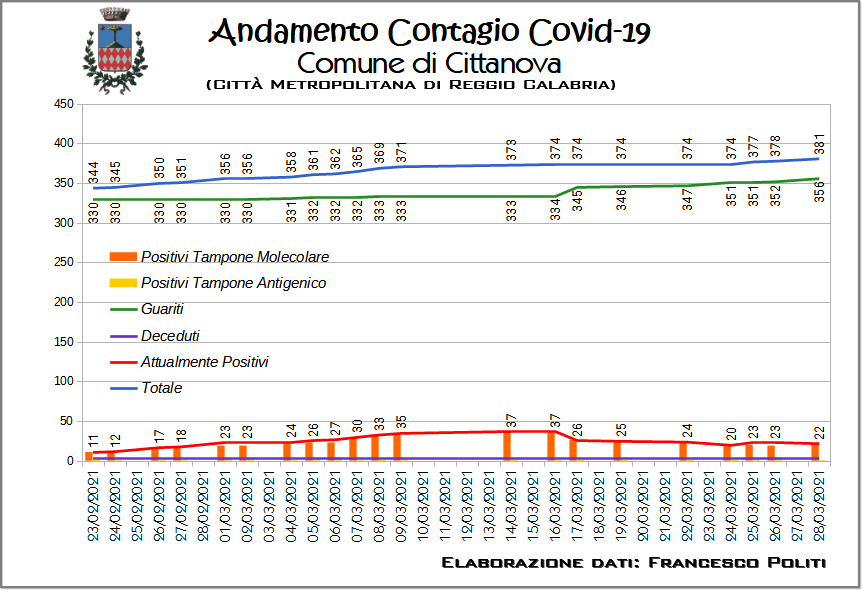 Andamento Contagio Covid-19
Comune di Cittanova
(Città Metropolitana di Reggio Calabria)
450
400
350
300
250
200
150
100
50
0
344 345 350 351 356 356 358 361 362 365 369 371 373 374 374 374 374 374 377 378 381
330 330 330 330 330 330 331 332 332 332 333 333 333 334 345 346 347 351 351 352 356
Positivi Tampone Molecolare
Positivi Tampone Antigenico
Guariti
Deceduti
Attualmente Positivi
Totale
11 12 17 18 23 23 24 26 27 30 33 35 37 37 26 25 24 20 23 23 22
23/02/2021 24/02/2021 25/02/2021 26/02/2021 27/02/2021 28/02/2021 01/03/2021 02/03/2021 03/03/2021 04/03/2021 05/03/2021 06/03/2021 07/03/2021 08/03/2021 09/03/2021 10/03/2021 11/03/2021 12/03/2021 13/03/2021 14/03/2021 15/03/2021 16/03/2021 17/03/2021 18/03/2021 19/03/2021 20/03/2021 21/03/2021 22/03/2021 23/03/2021 24/03/2021 25/03/2021 26/03/2021 27/03/2021 28/03/2021
Elaborazione dati: Francesco Politi